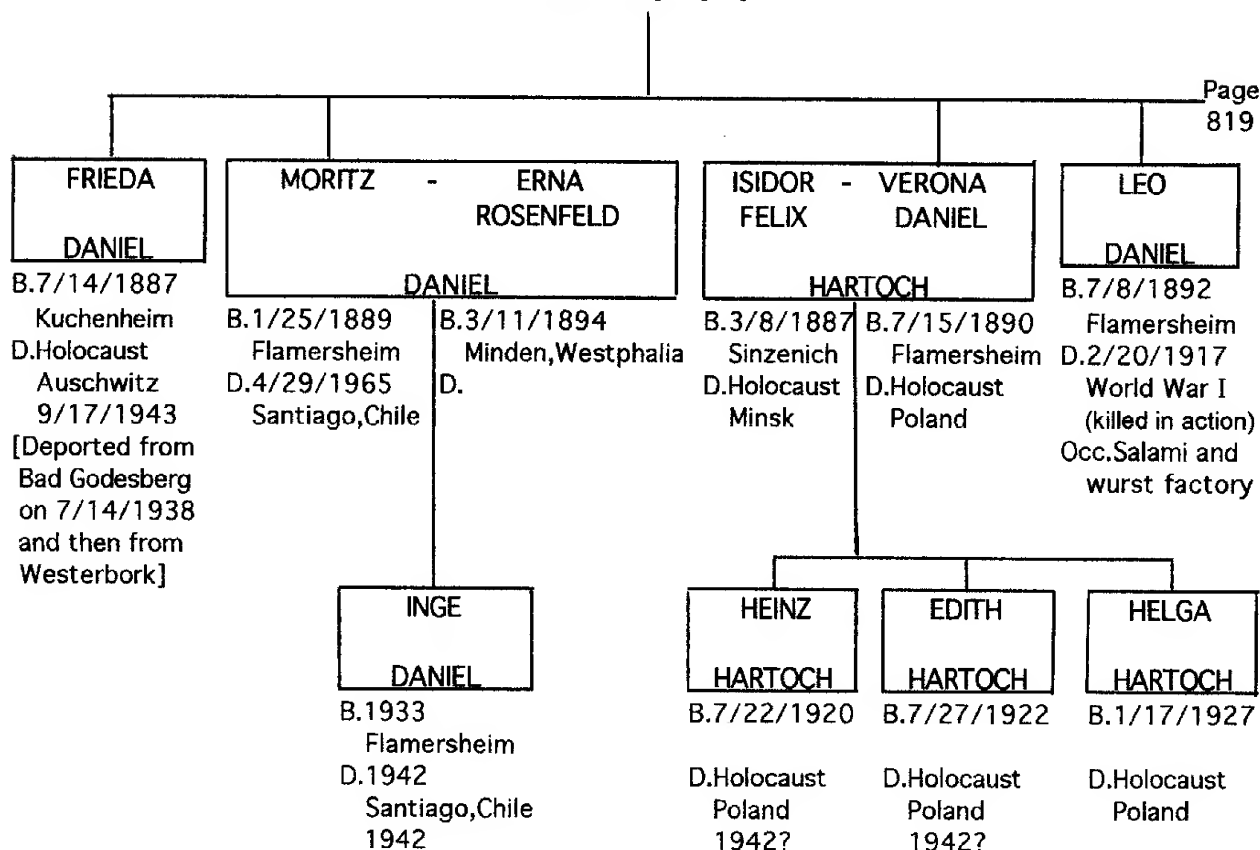 Page
819
FRIEDA
DANIEL
B.7/14/1887
Kuchenheim
D.Holocaust
Auschwitz
9/17/1943
[Deported from
Bad Godesberg
on 7/14/1938
and then from
Westerbork]
MORITZ - ERNA
ROSENFELD
DANIEL
B.1/25/1889
Flamersheim
D.4/29/1965
Santiago,Chile
B.3/11/1894
Minden,Westphalia
D.
ISIDOR - VERONA
FELIX DANIEL
HARTOCH
B.3/8/1887
Sinzenich
D.Holocaust
Minsk
B.7/15/1890
Flamersheim
D.Holocaust
Poland
LEO
DANIEL
B.7/8/1892
Flamersheim
D.2/20/1917
World War I
(killed in action)
Occ.Salami and
wurst factory
INGE
DANIEL
B.1933
Flamersheim
D.1942
Santiago,Chile
1942
HEINZ
HARTOCH
B.7/22/1920
D.Holocaust
Poland
1942?
EDITH
HARTOCH
B.7/27/1922
D.Holocaust
Poland
1942?
HELGA
HARTOCH
B.1/17/1927
D.Holocaust
Poland